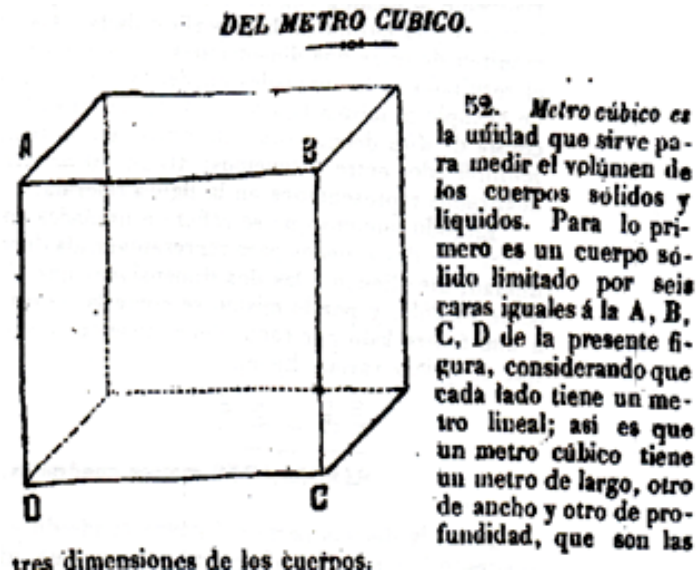 DEL METRO CUBICO.
A
B
D
C
52. Metro cúbico es
la unidad que sirve pa-
ra medir el volúmen de
los cuerpos sólidos y
líquidos. Para lo pri-
mero es un cuerpo só-
lido limitado por seis
caras iguales á la A, B,
C, D de la presente fi-
gura, considerando que
cada lado tiene un me-
tro lineal; asi es que
un metro cúbico tiene
un metro de largo, otro
de ancho y otro de pro-
fundidad, que son las
tres dimensiones de los cuerpos.